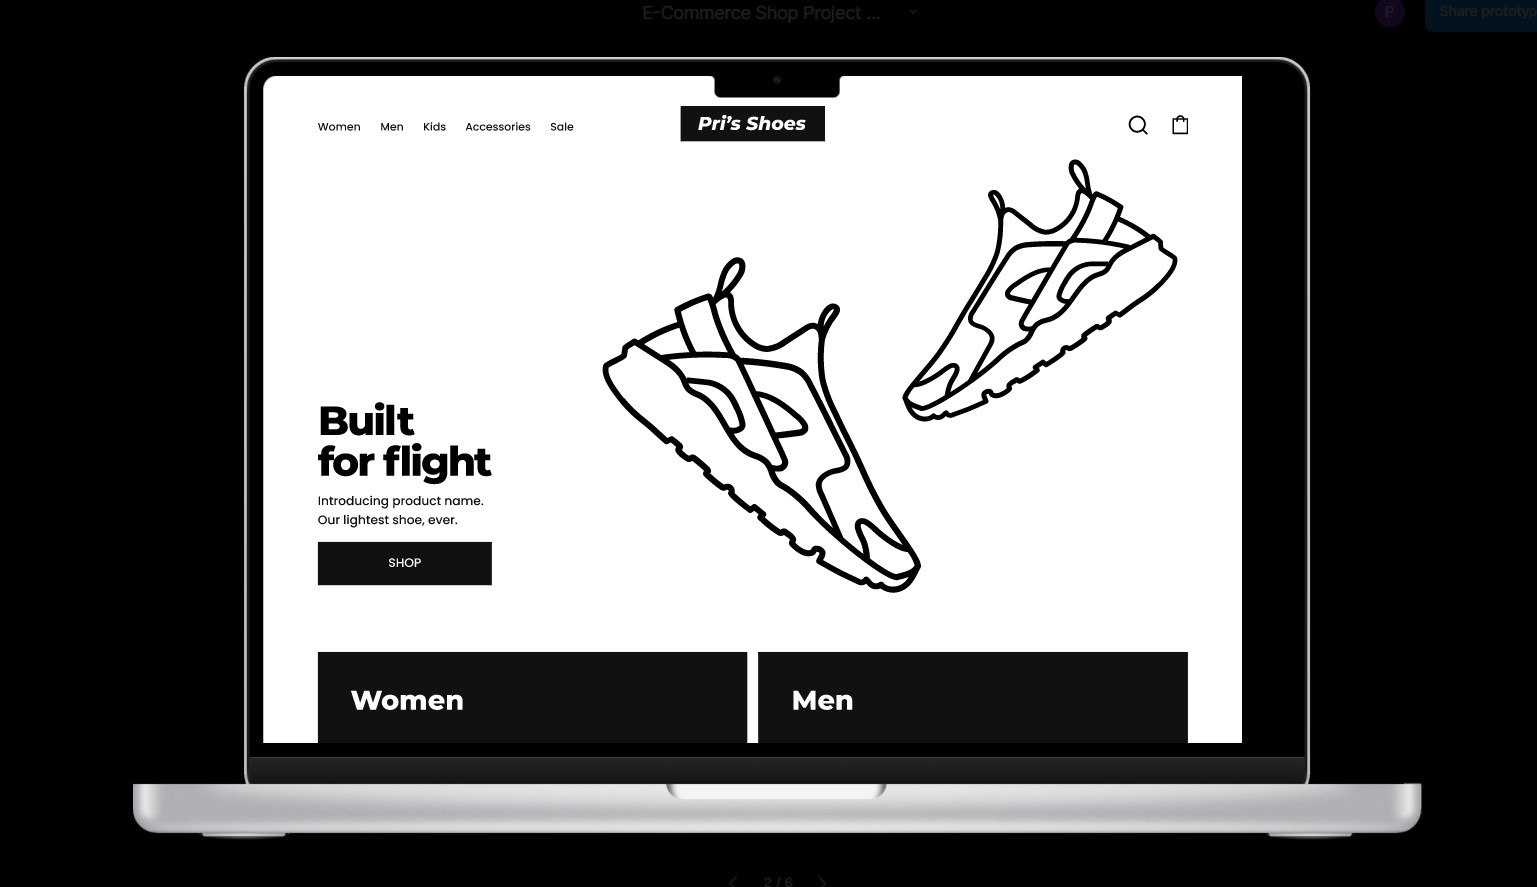 E-Commerce Shop Project ...
P
Share prototyp
Women Men Kids Accessories Sale
Pri's Shoes
Built
for flight
Introducing product name.
Our lightest shoe, ever.
SHOP
Women
Men
2 / 6